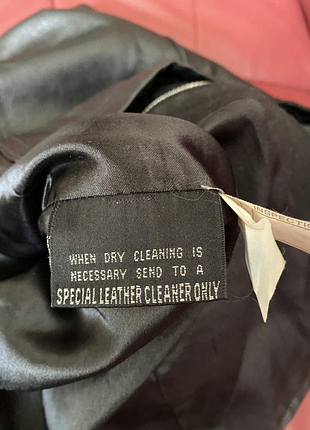 WHEN DRY CLEANING IS
NECESSARY SEND TO A
SPECIAL LEATHER CLEANER ONLY